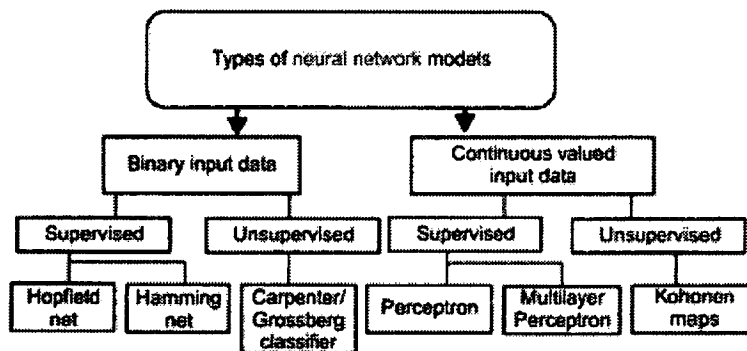 Types of neural network models
Binary input data
Continuous valued
input data
Supervised
Unsupervised
Supervised
Unsupervised
Hopfield
net
Hamming
net
Carpenter/
Grossberg
classifier
Perceptron
Multilayer
Perceptron
Kohonen
maps